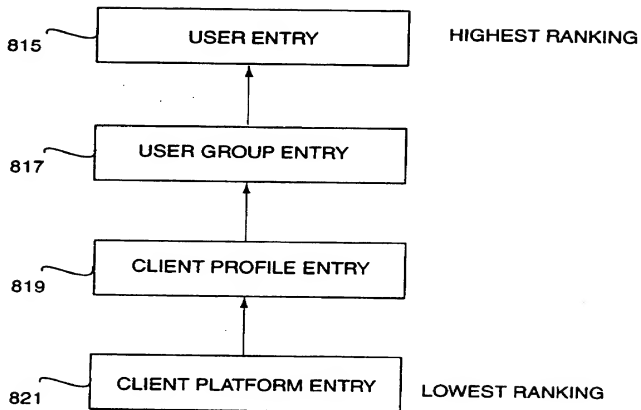 815 USER ENTRY HIGHEST RANKING
817 USER GROUP ENTRY
819 CLIENT PROFILE ENTRY
821 CLIENT PLATFORM ENTRY LOWEST RANKING